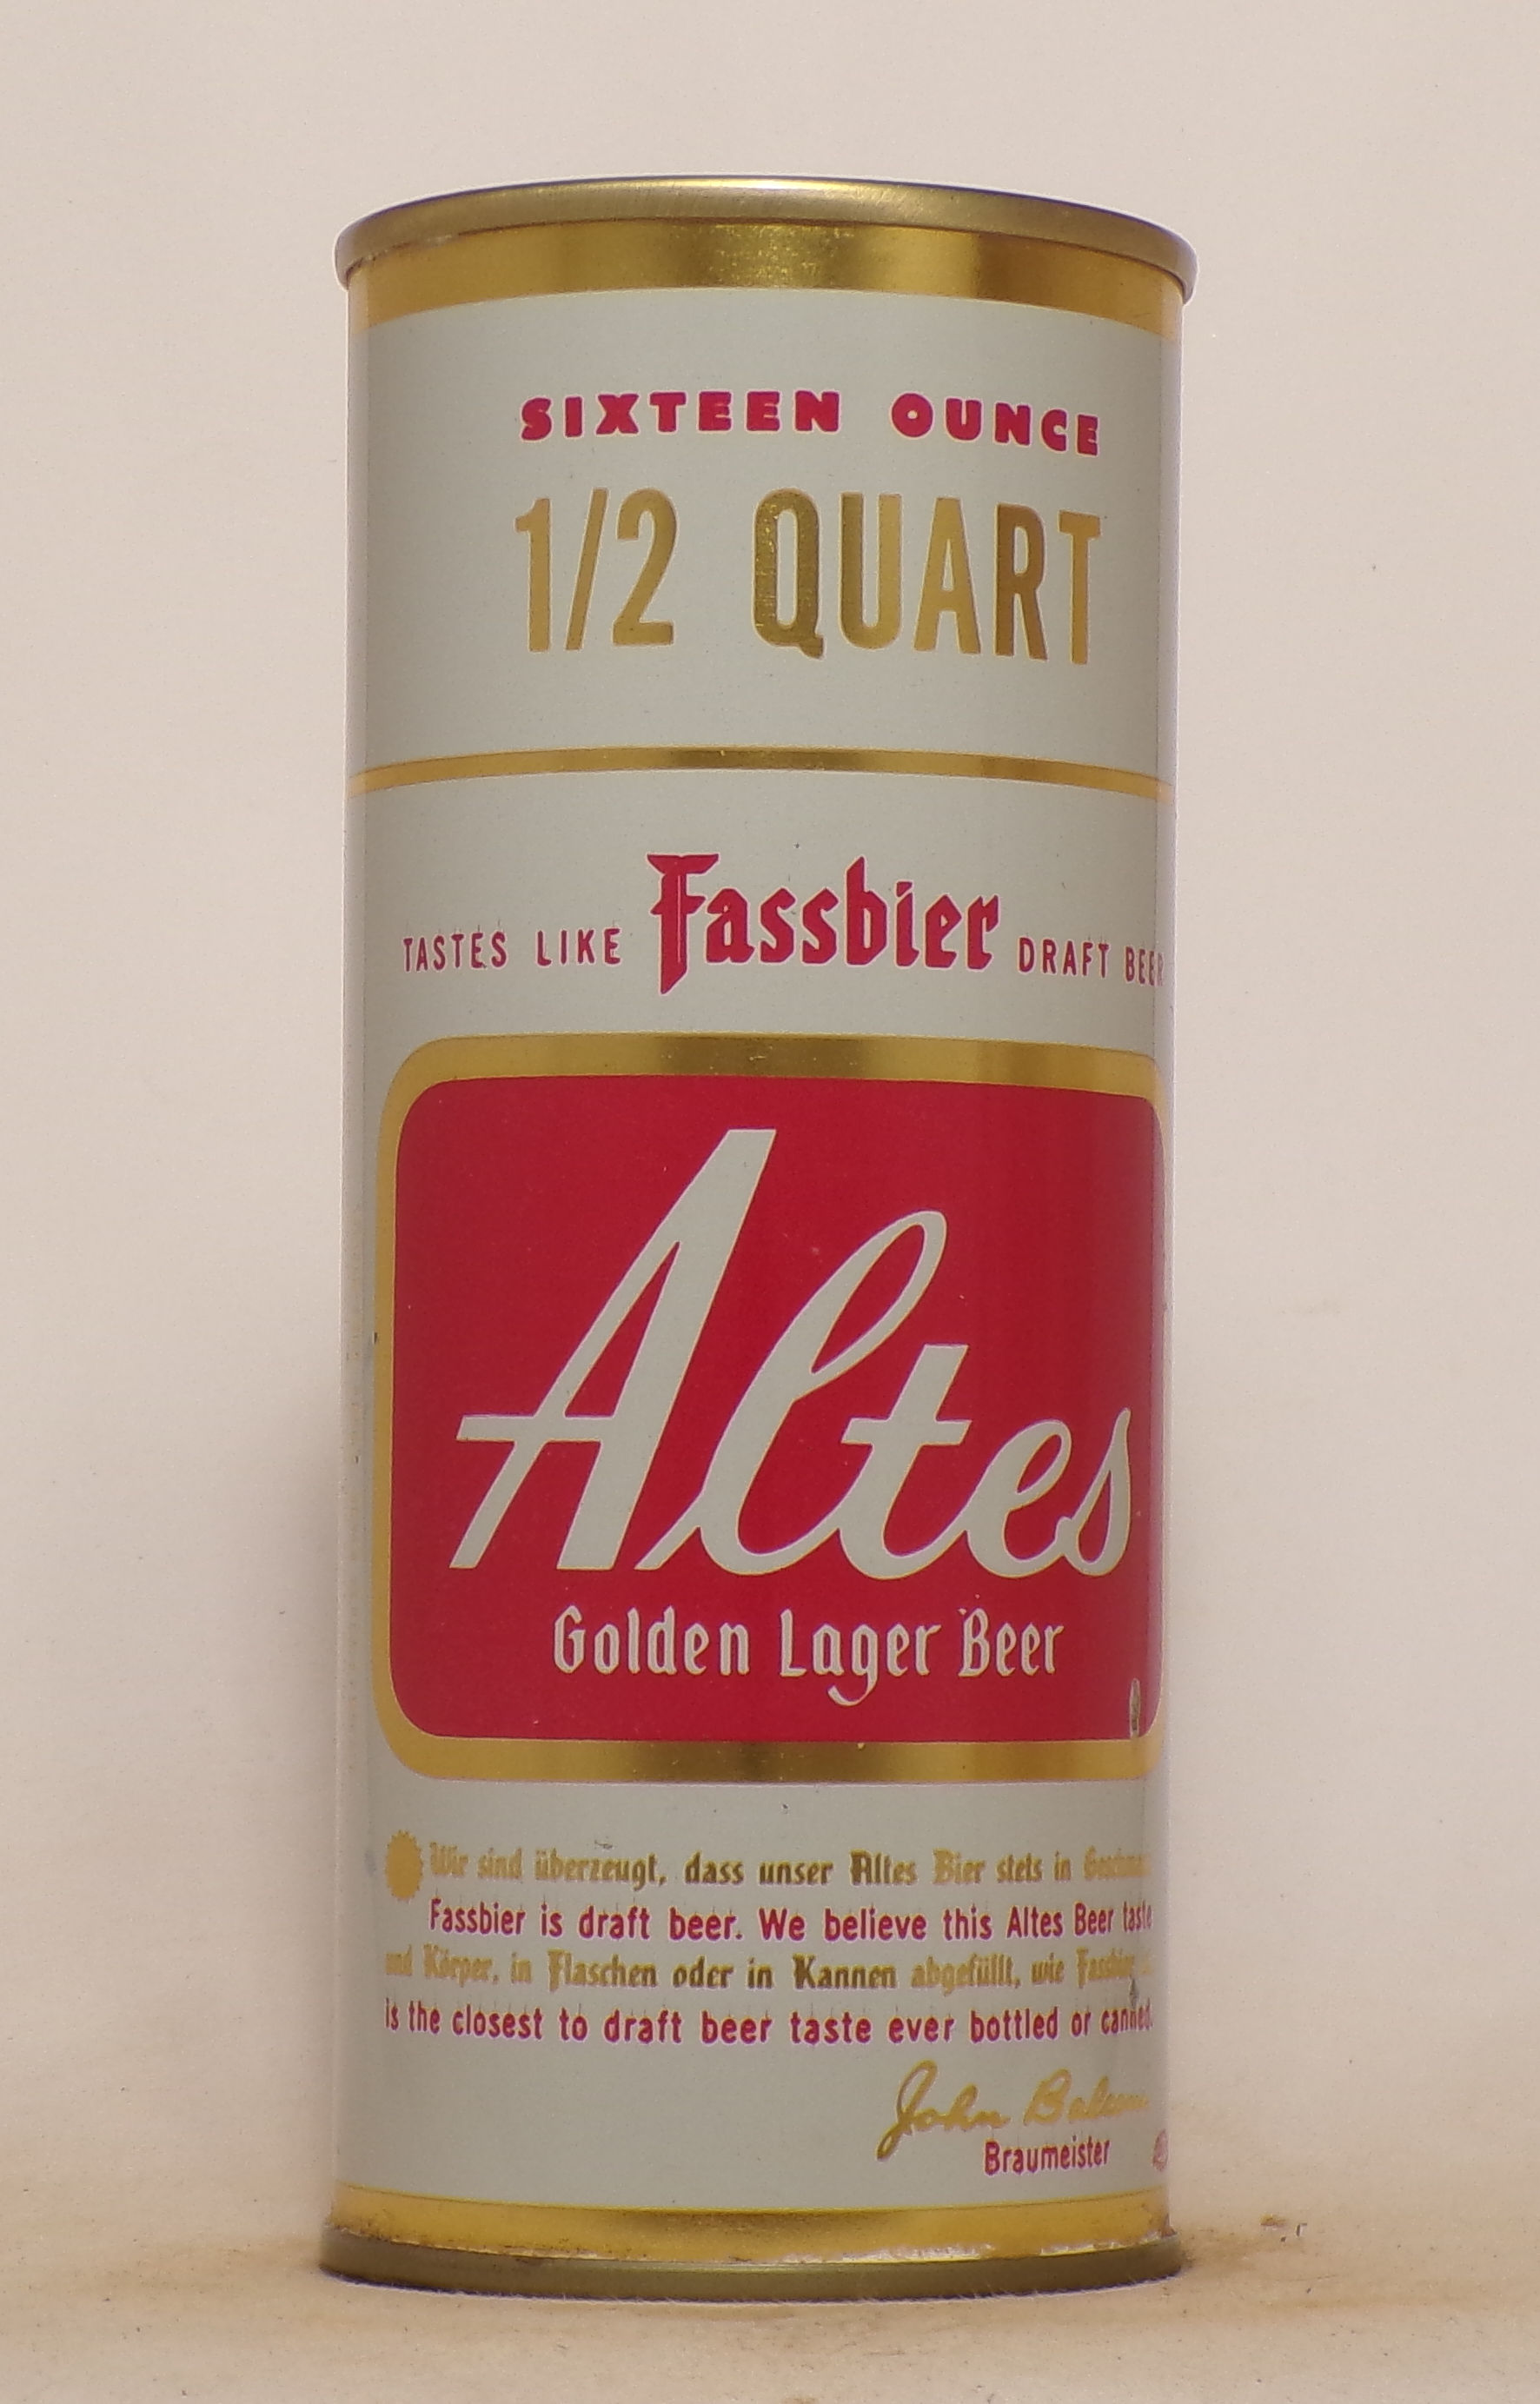 SIXTEEN OUNCE
1/2 QUART
TASTES LIKE Fassbier DRAFT BEER
Altes
Golden Lager Beer
Wir sind überzeugt, dass unser Altes Bier stets in
Fassbier is draft beer. We believe this Altes Beer taste
und Körper, in Flaschen oder in Kannen abgefüllt, wie Fassbier
is the closest to draft beer taste ever bottled or canned.
John
Braumeister